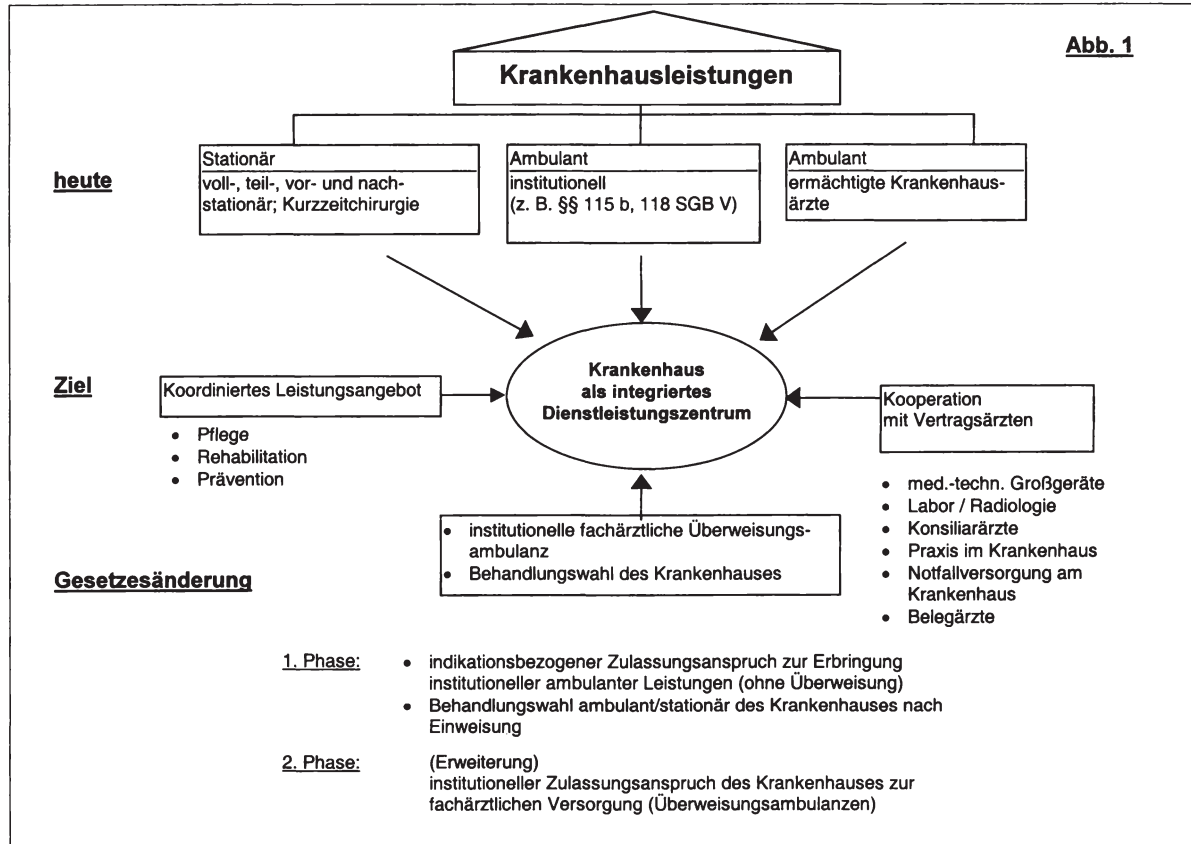 Abb. 1
Krankenhausleistungen
heute
Stationär
voll-, teil-, vor- und nach-
stationär; Kurzzeitchirurgie
Ambulant
institutionell
(z. B. §§ 115 b, 118 SGB V)
Ambulant
ermächtigte Krankenhaus-
ärzte
Ziel
Koordiniertes Leistungsangebot
• Pflege
• Rehabilitation
• Prävention
Krankenhaus
als integriertes
Dienstleistungszentrum
Kooperation
mit Vertragsärzten
• med.-techn. Großgeräte
• Labor / Radiologie
• Konsiliarärzte
• Praxis im Krankenhaus
• Notfallversorgung am
Krankenhaus
• Belegärzte
• institutionelle fachärztliche Überweisungs-
ambulanz
• Behandlungswahl des Krankenhauses
Gesetzesänderung
1. Phase: • indikationsbezogener Zulassungsanspruch zur Erbringung
institutioneller ambulanter Leistungen (ohne Überweisung)
• Behandlungswahl ambulant/stationär des Krankenhauses nach
Einweisung
2. Phase: (Erweiterung)
institutioneller Zulassungsanspruch des Krankenhauses zur
fachärztlichen Versorgung (Überweisungsambulanzen)